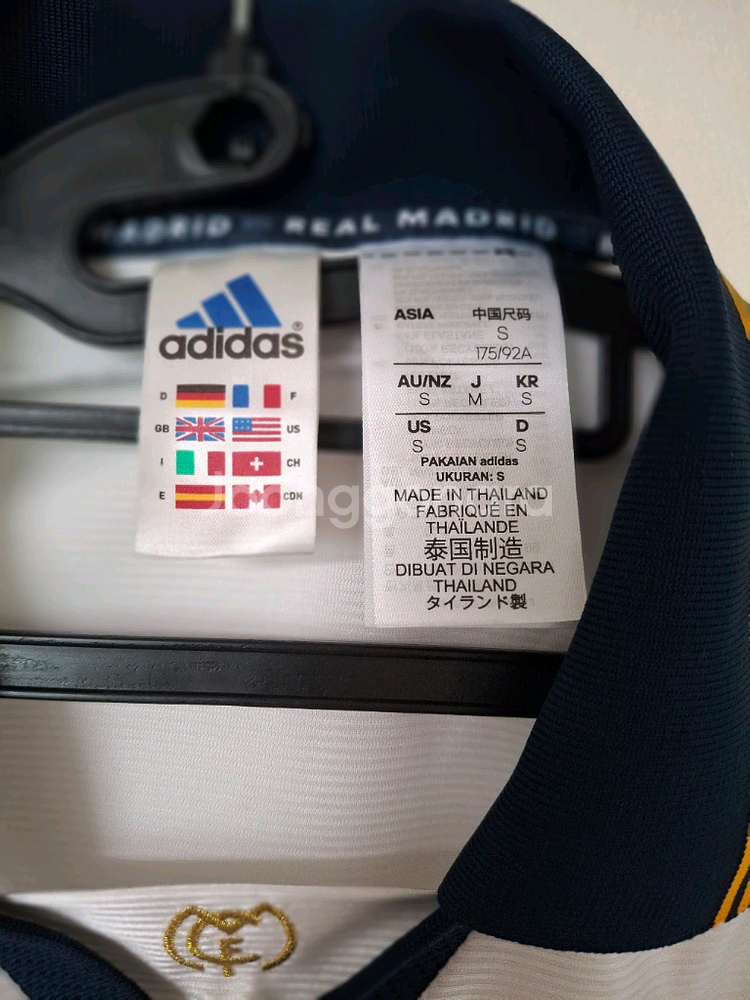 REAL MADRID
adidas®
D F
GB US
I CH
E CDN
ASIA 中国尺码
S
175/92A
AU/NZ J KR
S M S
US D
S S
PAKAIAN adidas
UKURAN: S
MADE IN THAILAND
FABRIQUÉ EN
THAÏLANDE
泰国制造
DIBUAT DI NEGARA
THAILAND
タイランド製